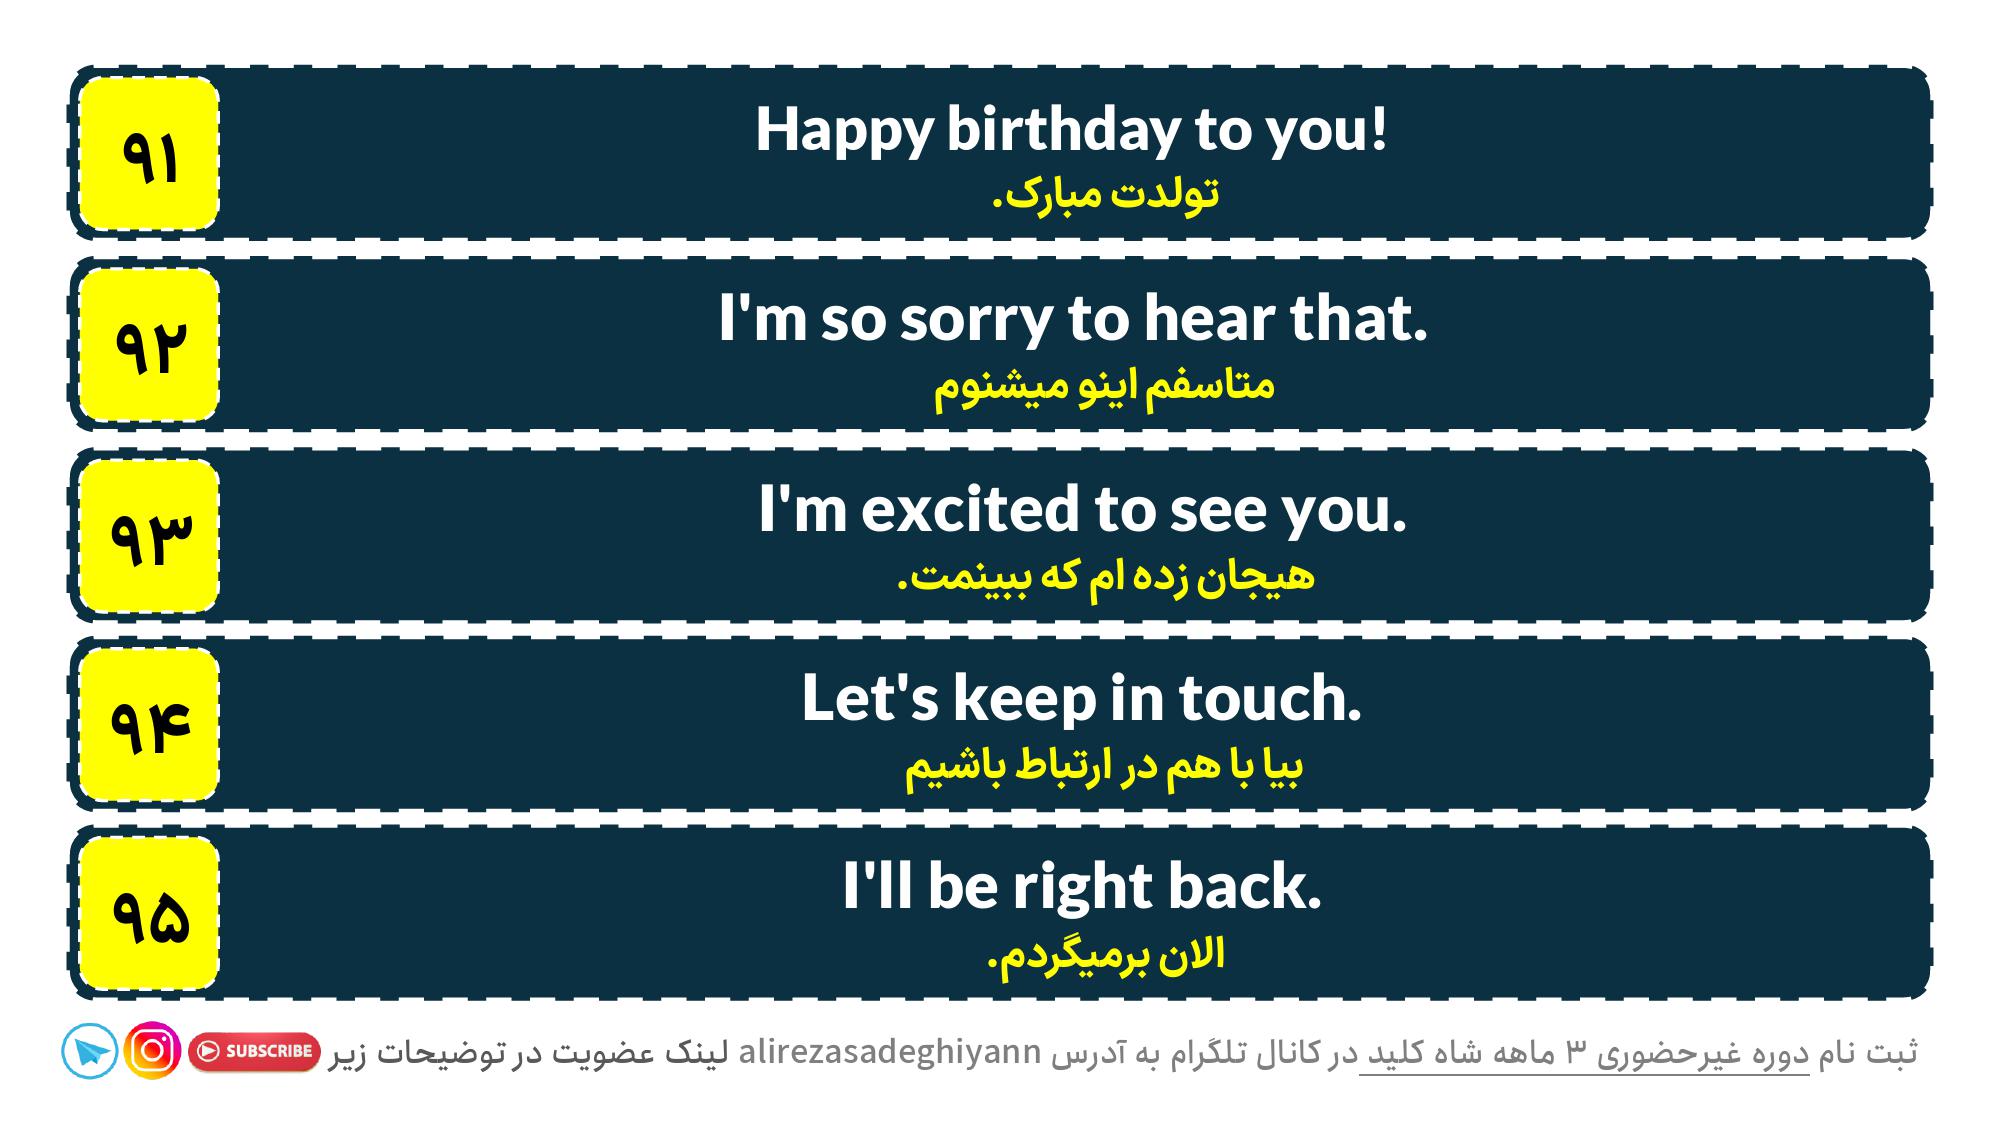 ۹۱
Happy birthday to you!
تولدت مبارک.
۹۲
I'm so sorry to hear that.
متاسفم اینو میشنوم
۹۳
I'm excited to see you.
هیجان زده ام که ببینمت.
۹۴
Let's keep in touch.
بیا با هم در ارتباط باشیم
۹۵
I'll be right back.
الان برمیگردم.
ثبت نام دوره غیرحضوری ۳ ماهه شاه کلید در کانال تلگرام به آدرس alirezasadeghiyann لینک عضویت در توضیحات زیر
SUBSCRIBE